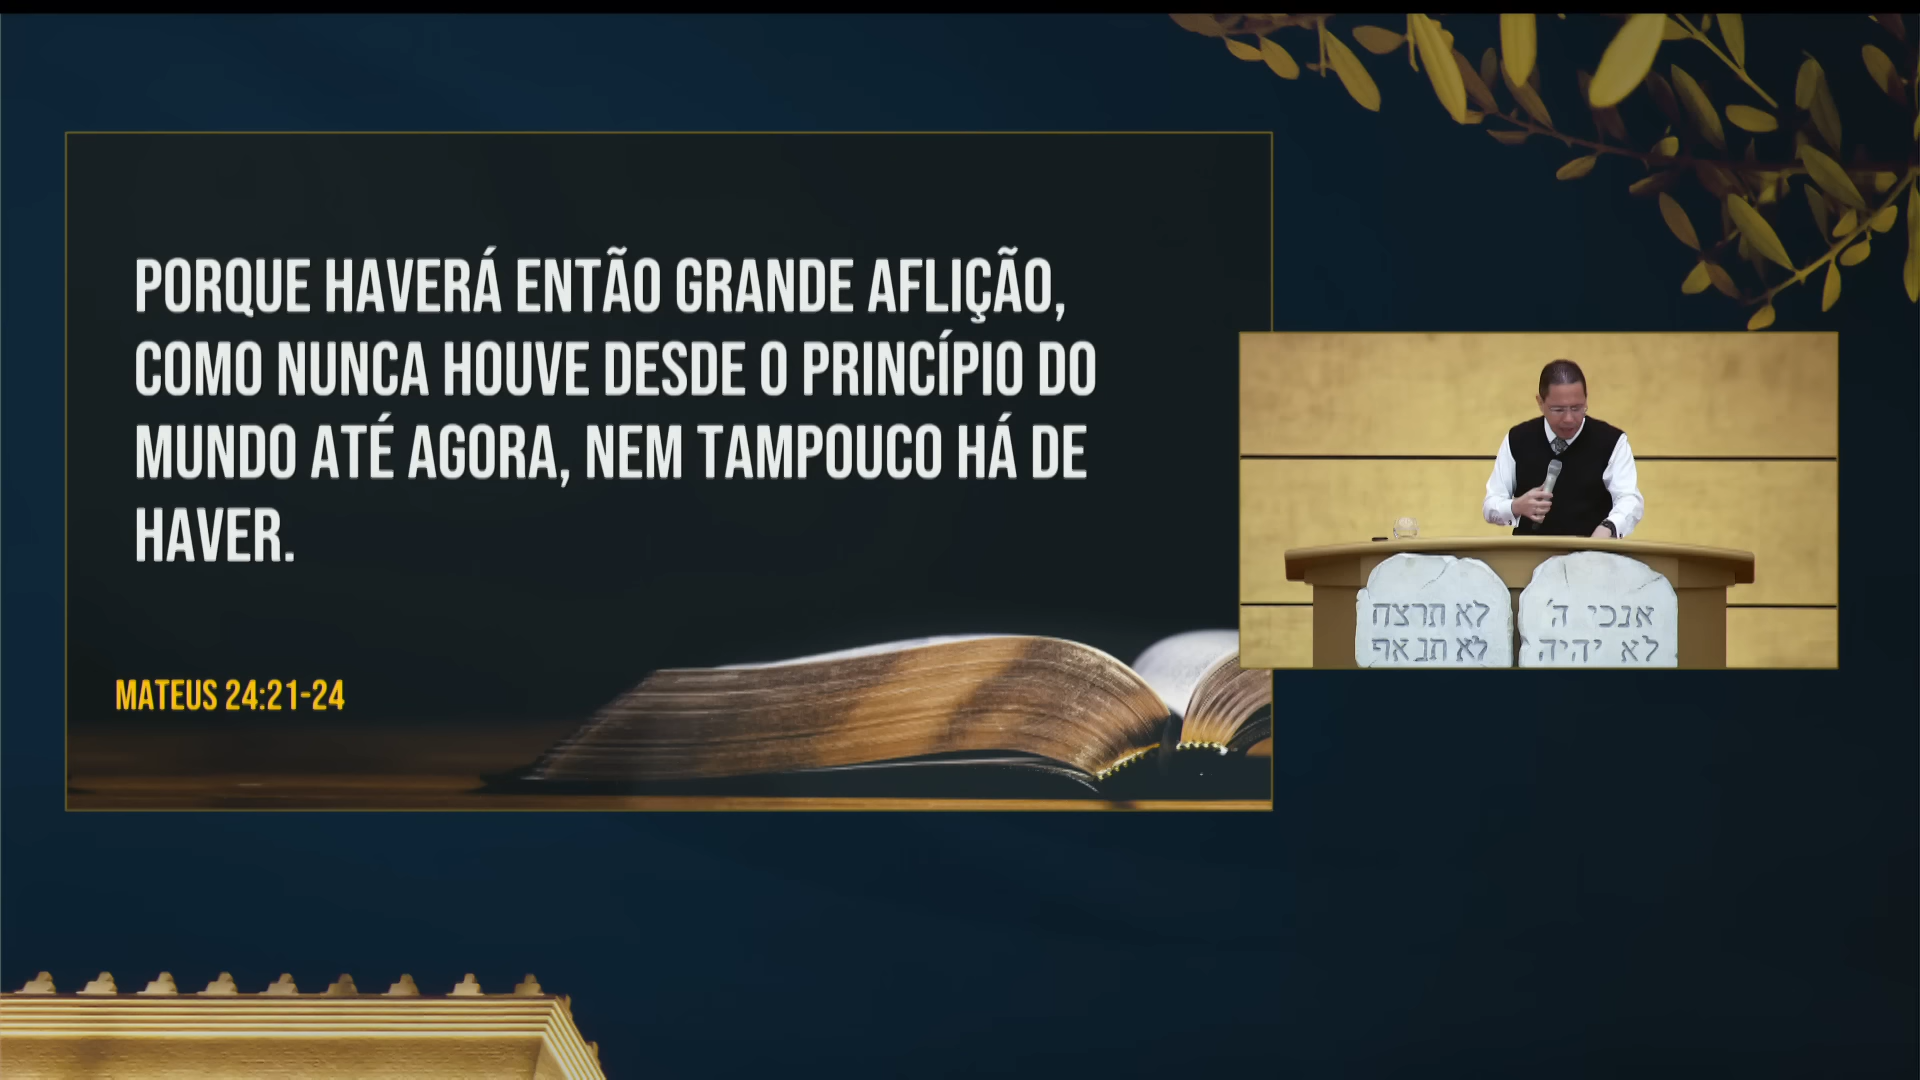 PORQUE HAVERÁ ENTÃO GRANDE AFLIÇÃO,
COMO NUNCA HOUVE DESDE O PRINCÍPIO DO
MUNDO ATÉ AGORA, NEM TAMPOUCO HÁ DE
HAVER.
MATEUS 24:21-24
אנכי ה'
לא יהיה
לא תרצח
לא תנאף